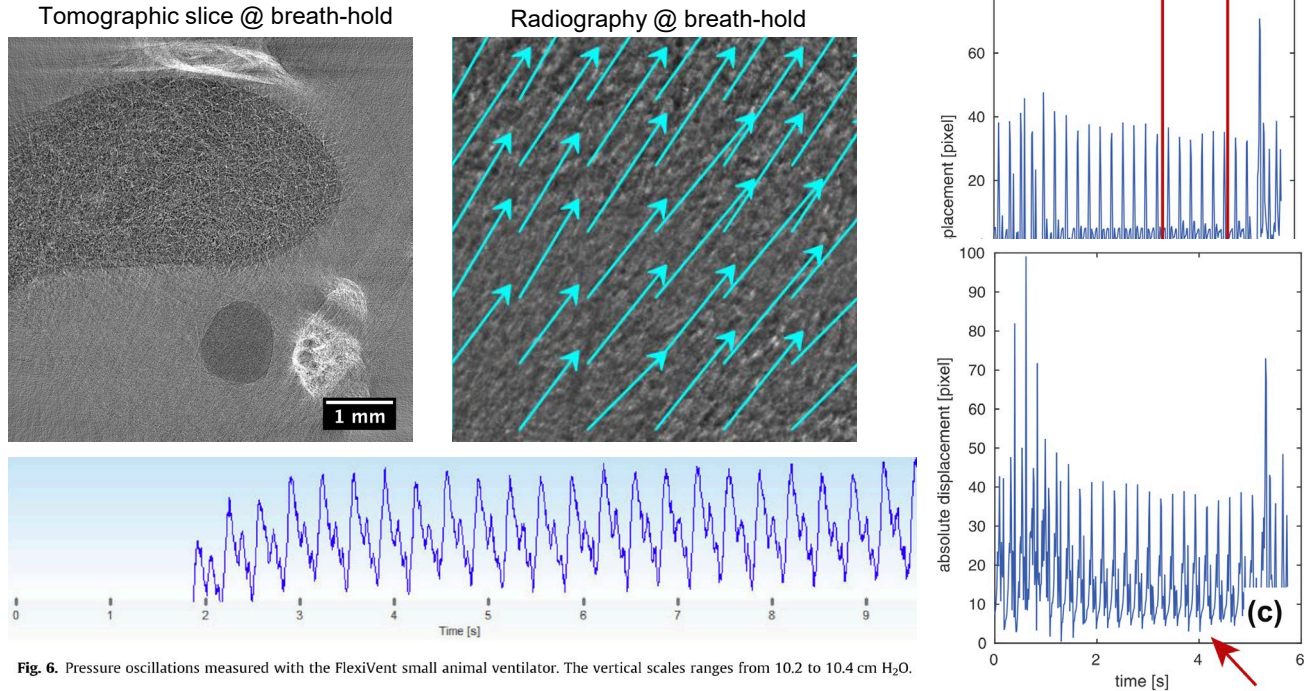 Tomographic slice @ breath-hold
Radiography @ breath-hold
1 mm
0 1 2 3 4 5 6 7 8 9
Time [s]
Fig. 6. Pressure oscillations measured with the FlexiVent small animal ventilator. The vertical scales ranges from 10.2 to 10.4 cm H₂O.
60
40
20
placement [pixel]
100
90
80
70
60
50
40
30
20
10
0
absolute displacement [pixel]
(c)
0 2 4 6
time [s]